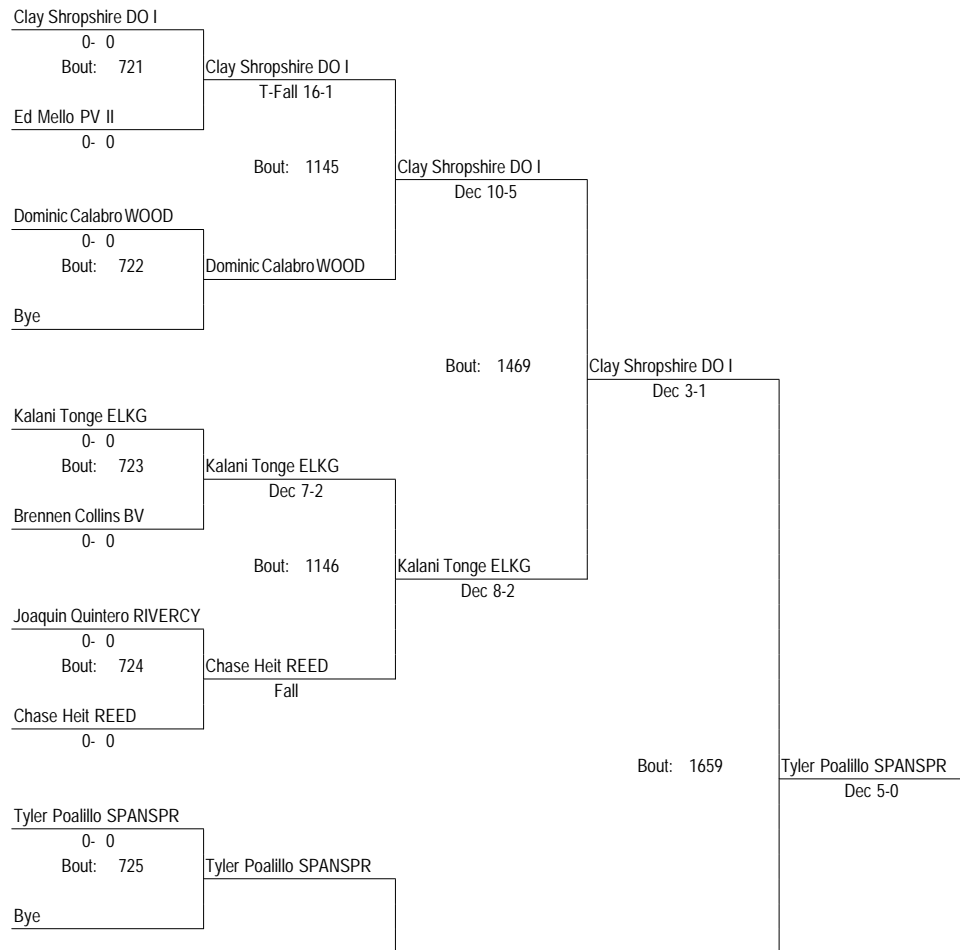 Clay Shropshire DO I
0- 0
Bout: 721
Clay Shropshire DO I
T-Fall 16-1
Ed Mello PV II
0- 0
Bout: 1145
Clay Shropshire DO I
Dec 10-5
Dominic Calabro WOOD
0- 0
Bout: 722
Dominic Calabro WOOD
Bye
Bout: 1469
Clay Shropshire DO I
Dec 3-1
Kalani Tonge ELKG
0- 0
Bout: 723
Kalani Tonge ELKG
Dec 7-2
Brennen Collins BV
0- 0
Bout: 1146
Kalani Tonge ELKG
Dec 8-2
Joaquin Quintero RIVERCY
0- 0
Bout: 724
Chase Heit REED
Fall
Chase Heit REED
0- 0
Bout: 1659
Tyler Poalillo SPANSPR
Dec 5-0
Tyler Poalillo SPANSPR
0- 0
Bout: 725
Tyler Poalillo SPANSPR
Bye